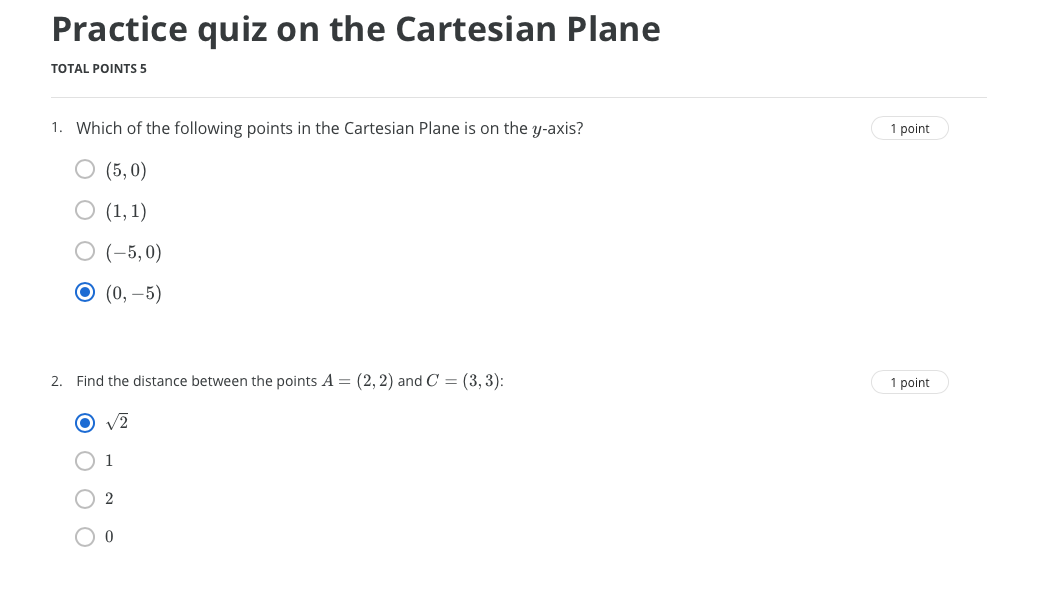 Practice quiz on the Cartesian Plane
TOTAL POINTS 5
1. Which of the following points in the Cartesian Plane is on the y-axis?
1 point
(5, 0)
(1, 1)
(−5, 0)
(0, −5)
2. Find the distance between the points A = (2, 2) and C = (3, 3):
1 point
√2
1
2
0